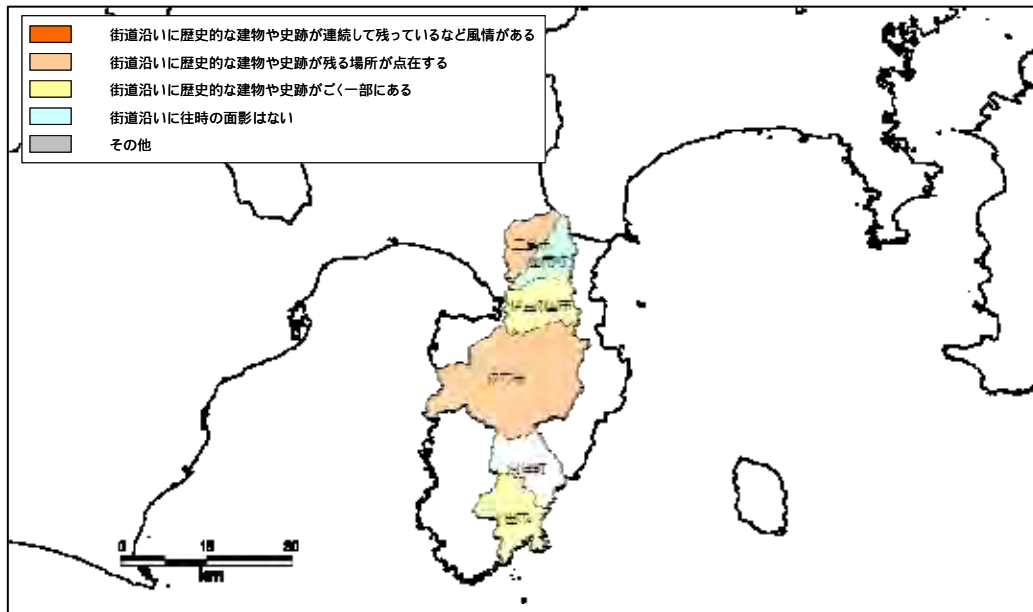 街道沿いに歴史的な建物や史跡が連続して残っているなど風情がある
街道沿いに歴史的な建物や史跡が残る場所が点在する
街道沿いに歴史的な建物や史跡がごく一部にある
街道沿いに往時の面影はない
その他
0
15
30
km